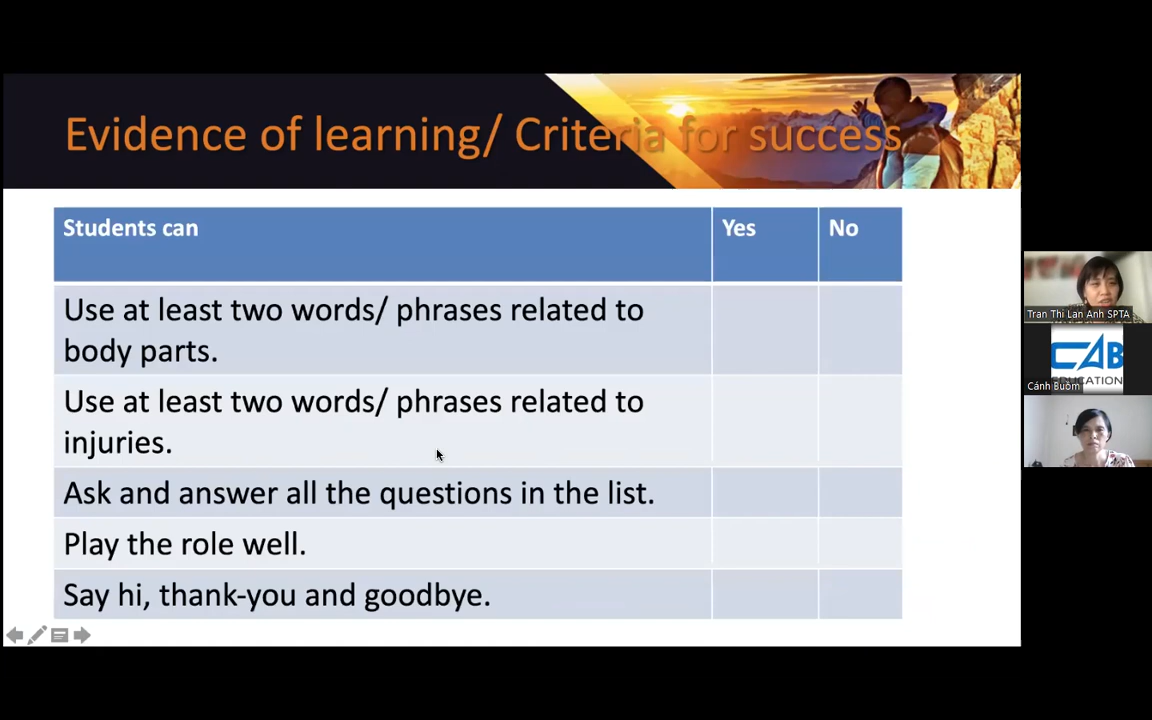 Evidence of learning/ Criteria for success
Students can
Yes
No
Use at least two words/ phrases related to
body parts.
Use at least two words/ phrases related to
injuries.
Ask and answer all the questions in the list.
Play the role well.
Say hi, thank-you and goodbye.
Tran Thi Lan Anh SPTA
CAB
EDUCATION
Cánh Buồm